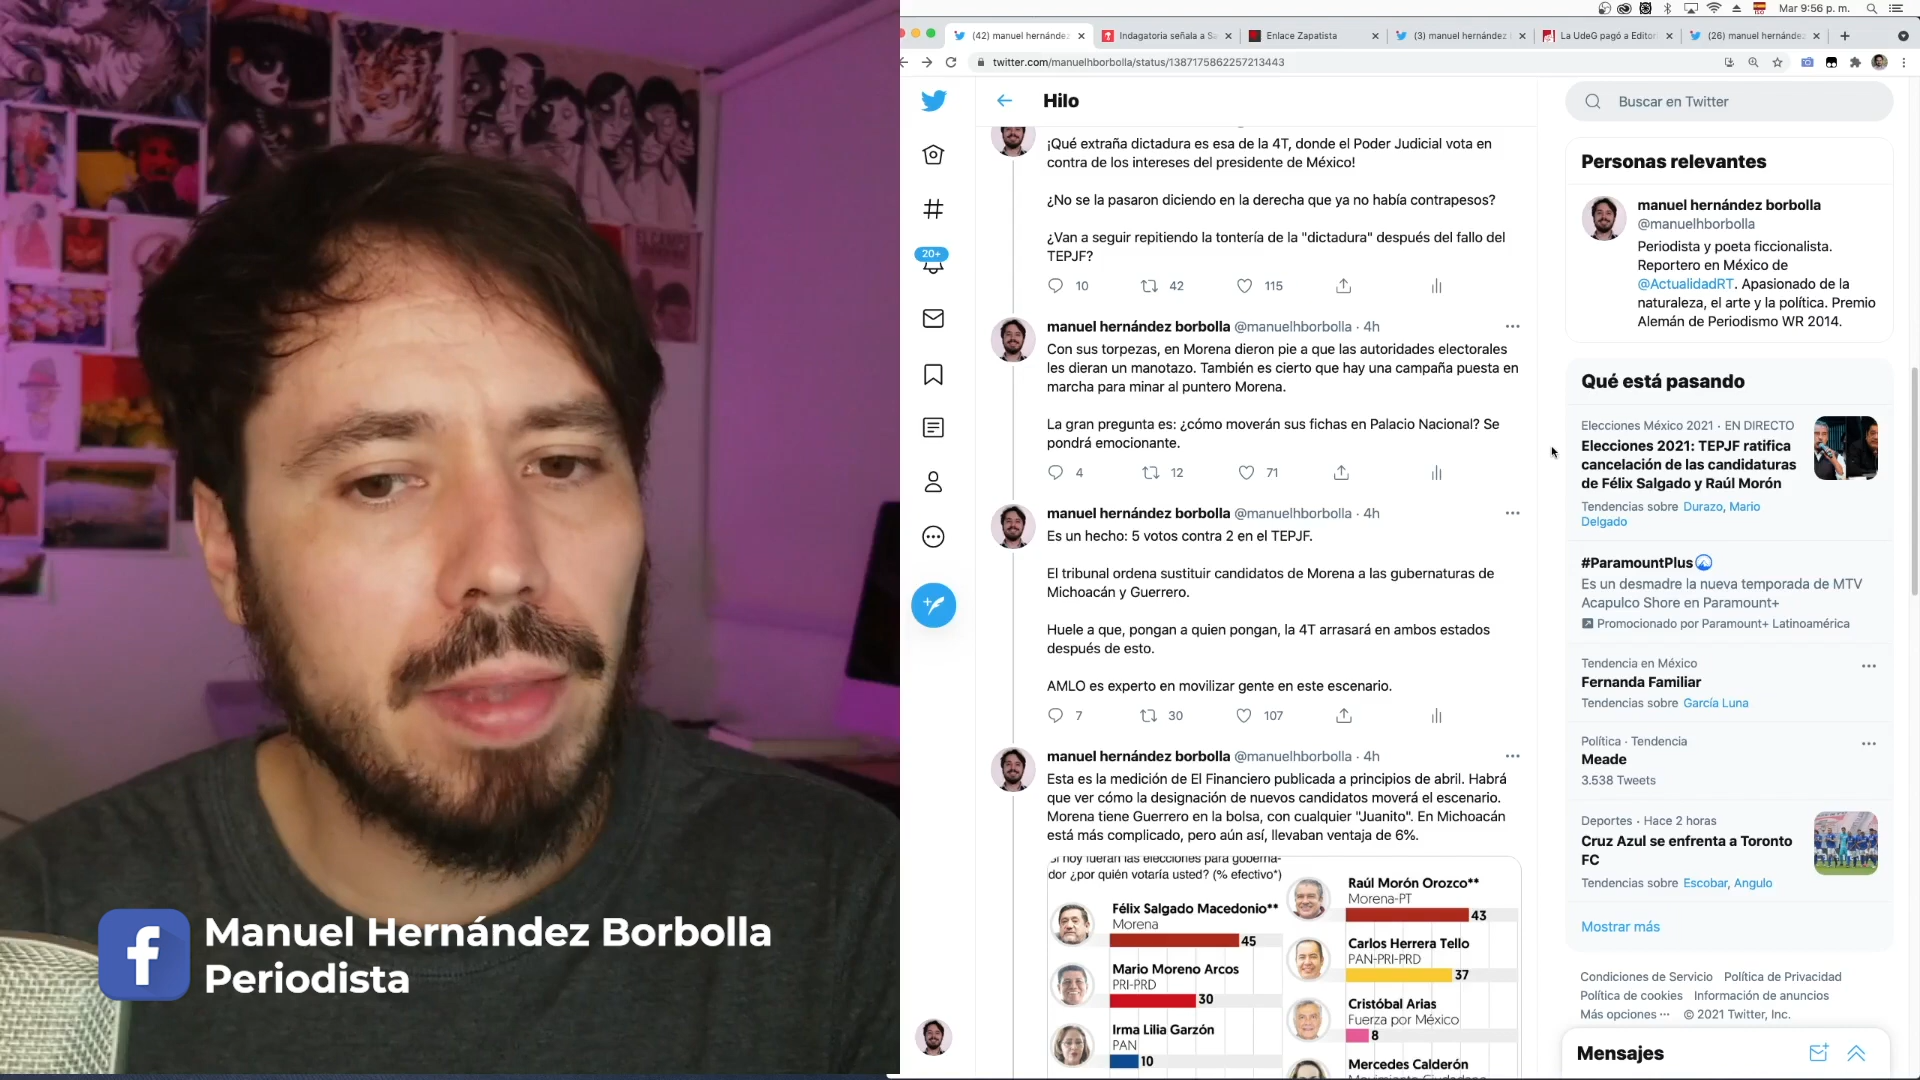 Manuel Hernández Borbolla
Periodista
Mar 9:56 p. m.
(42) manuel hernández
Indagatoria señala a Sa
Enlace Zapatista
(3) manuel hernández
La UdeG pagó a Editori
(26) manuel hernández
twitter.com/manuelhborbolla/status/1387175862257213443
Hilo
¡Qué extraña dictadura es esa de la 4T, donde el Poder Judicial vota en
contra de los intereses del presidente de México!
¿No se la pasaron diciendo en la derecha que ya no había contrapesos?
¿Van a seguir repitiendo la tontería de la "dictadura" después del fallo del
TEPJF?
10 42 115
20+
manuel hernández borbolla @manuelhborbolla · 4h
Con sus torpezas, en Morena dieron pie a que las autoridades electorales
les dieran un manotazo. También es cierto que hay una campaña puesta en
marcha para minar al puntero Morena.
La gran pregunta es: ¿cómo moverán sus fichas en Palacio Nacional? Se
pondrá emocionante.
4 12 71
manuel hernández borbolla @manuelhborbolla · 4h
Es un hecho: 5 votos contra 2 en el TEPJF.
El tribunal ordena sustituir candidatos de Morena a las gubernaturas de
Michoacán y Guerrero.
Huele a que, pongan a quien pongan, la 4T arrasará en ambos estados
después de esto.
AMLO es experto en movilizar gente en este escenario.
7 30 107
manuel hernández borbolla @manuelhborbolla · 4h
Esta es la medición de El Financiero publicada a principios de abril. Habrá
que ver cómo la designación de nuevos candidatos moverá el escenario.
Morena tiene Guerrero en la bolsa, con cualquier "Juanito". En Michoacán
está más complicado, pero aún así, llevaban ventaja de 6%.
Si hoy fueran las elecciones para goberna-
dor ¿por quién votaría usted? (% efectivo*)
Félix Salgado Macedonio**
Morena
45
Mario Moreno Arcos
PRI-PRD
30
Irma Lilia Garzón
PAN
10
Raúl Morón Orozco**
Morena-PT
43
Carlos Herrera Tello
PAN-PRI-PRD
37
Cristóbal Arias
Fuerza por México
8
Mercedes Calderón
Buscar en Twitter
Personas relevantes
manuel hernández borbolla
@manuelhborbolla
Periodista y poeta ficcionalista.
Reportero en México de
@ActualidadRT. Apasionado de la
naturaleza, el arte y la política. Premio
Alemán de Periodismo WR 2014.
Qué está pasando
Elecciones México 2021 · EN DIRECTO
Elecciones 2021: TEPJF ratifica
cancelación de las candidaturas
de Félix Salgado y Raúl Morón
Tendencias sobre Durazo, Mario
Delgado
#ParamountPlus
Es un desmadre la nueva temporada de MTV
Acapulco Shore en Paramount+
Promocionado por Paramount+ Latinoamérica
Tendencia en México
Fernanda Familiar
Tendencias sobre García Luna
Política · Tendencia
Meade
3.538 Tweets
Deportes · Hace 2 horas
Cruz Azul se enfrenta a Toronto
FC
Tendencias sobre Escobar, Angulo
Mostrar más
Condiciones de Servicio Política de Privacidad
Política de cookies Información de anuncios
Más opciones ··· © 2021 Twitter, Inc.
Mensajes